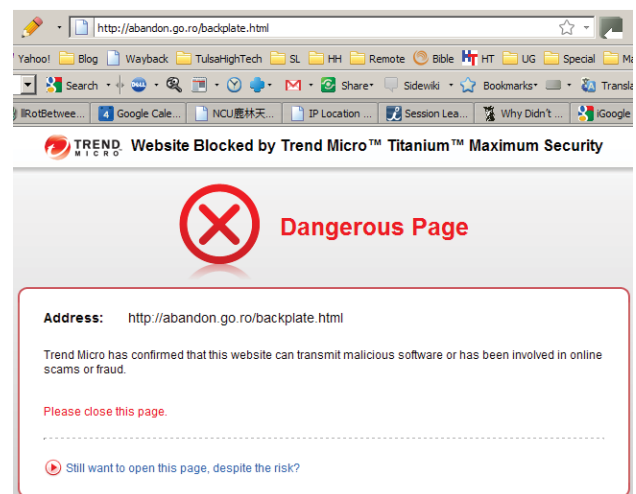 http://abandon.go.ro/backplate.html
Yahoo! Blog Wayback TulsaHighTech SL HH Remote Bible HT UG Special Ma
Search Share Sidewiki Bookmarks Transla
lRotBetwee... Google Cale... NCU鹿林天... IP Location ... Session Lea... Why Didn't ... iGoogle
TREND MICRO Website Blocked by Trend Micro™ Titanium™ Maximum Security
Dangerous Page
Address: http://abandon.go.ro/backplate.html
Trend Micro has confirmed that this website can transmit malicious software or has been involved in online
scams or fraud.
Please close this page.
Still want to open this page, despite the risk?